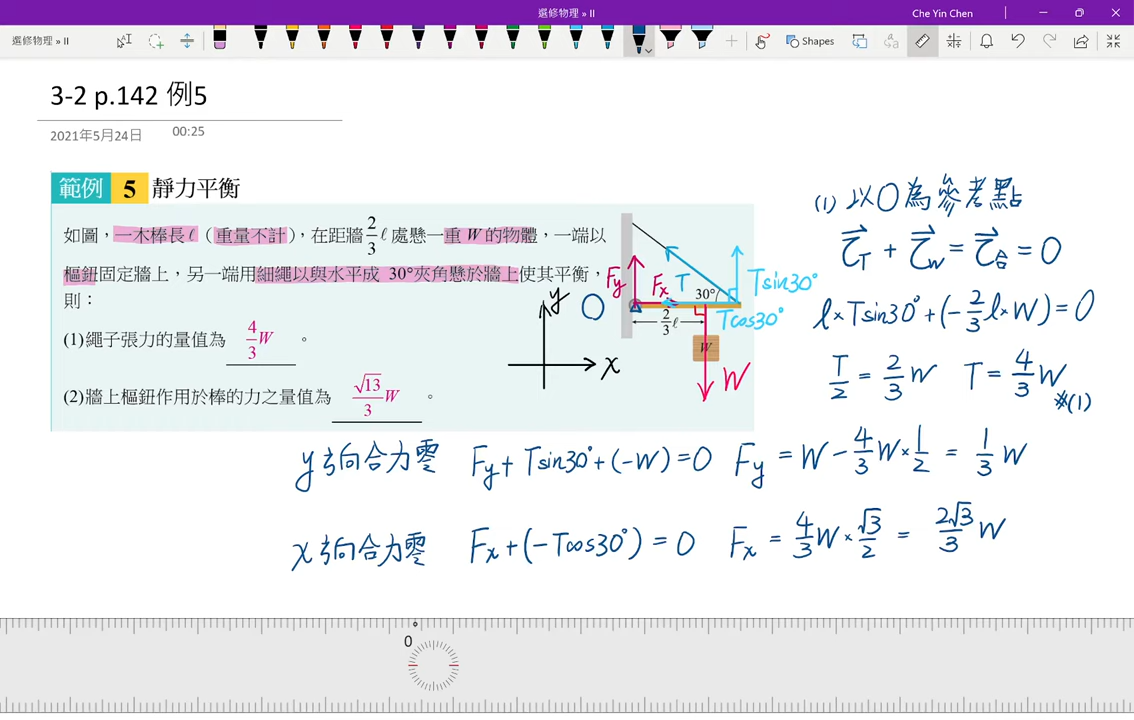 選修物理 » II
Che Yin Chen
選修物理 » II
Shapes
3-2 p.142 例5
2021年5月24日 00:25
範例 5 靜力平衡
如圖，一木棒長ℓ（重量不計），在距牆 2/3 ℓ 處懸一重 W 的物體，一端以
樞鈕固定牆上，另一端用細繩以與水平成 30°夾角懸於牆上使其平衡，
則：
(1)繩子張力的量值為 4/3 W 。
(2)牆上樞鈕作用於棒的力之量值為 √13/3 W 。
Fy
Fx
T
30°
Tsin30°
Tcos30°
O
2/3 ℓ
W
W
y
x
(1) 以O為參考點
τ⃗T + τ⃗W = τ⃗合 = 0
l×Tsin30°+(-2/3 l×W)=0
T/2 = 2/3 W T = 4/3 W
※(1)
y方向合力零 Fy+Tsin30°+(-W)=0 Fy = W - 4/3 W × 1/2 = 1/3 W
x方向合力零 Fx+(-Tcos30°)=0 Fx = 4/3 W × √3/2 = 2√3/3 W
0